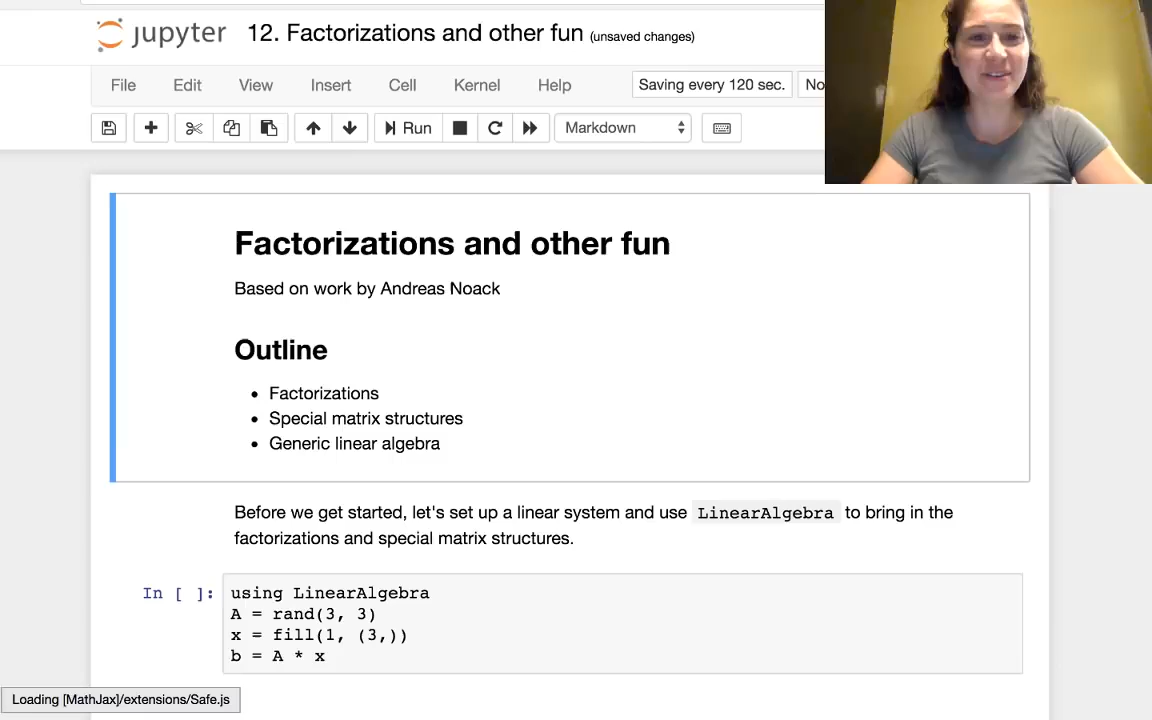 jupyter 12. Factorizations and other fun (unsaved changes)
File Edit View Insert Cell Kernel Help Saving every 120 sec. No
Run Markdown
Factorizations and other fun
Based on work by Andreas Noack
Outline
• Factorizations
• Special matrix structures
• Generic linear algebra
Before we get started, let's set up a linear system and use LinearAlgebra to bring in the
factorizations and special matrix structures.
In [ ]: using LinearAlgebra
A = rand(3, 3)
x = fill(1, (3,))
b = A * x
Loading [MathJax]/extensions/Safe.js